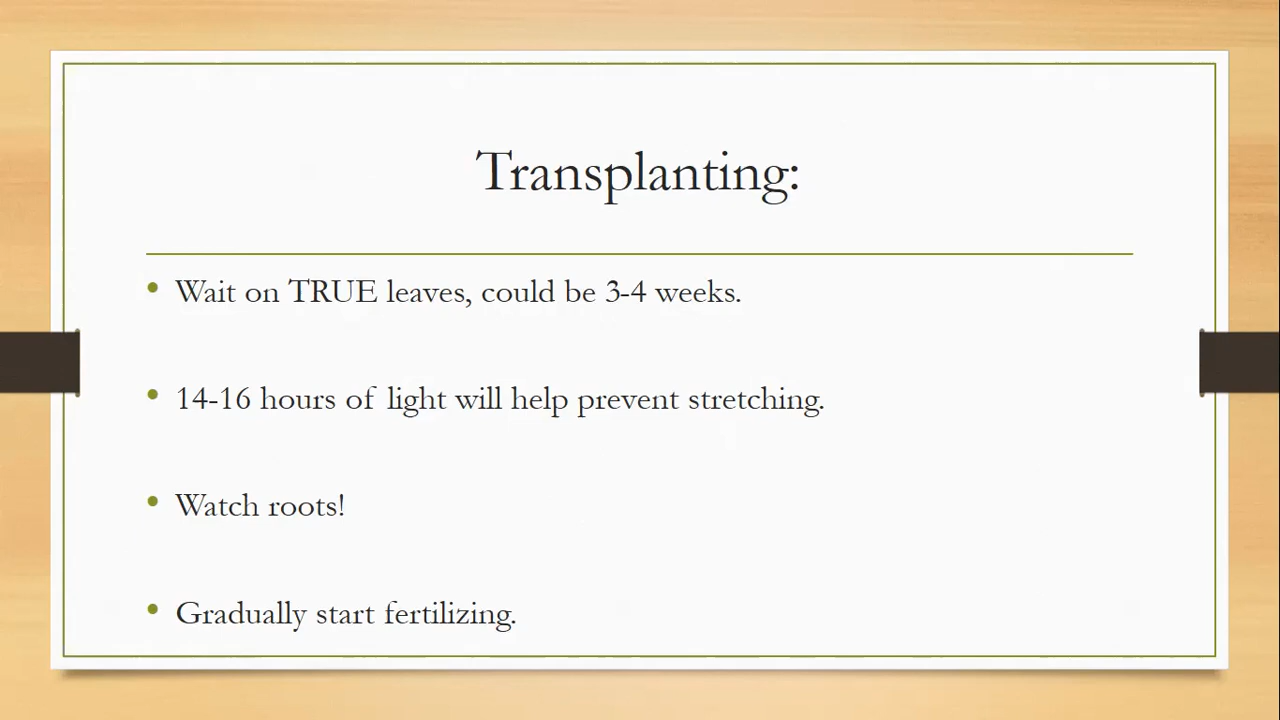 Transplanting:
• Wait on TRUE leaves, could be 3-4 weeks.
• 14-16 hours of light will help prevent stretching.
• Watch roots!
• Gradually start fertilizing.